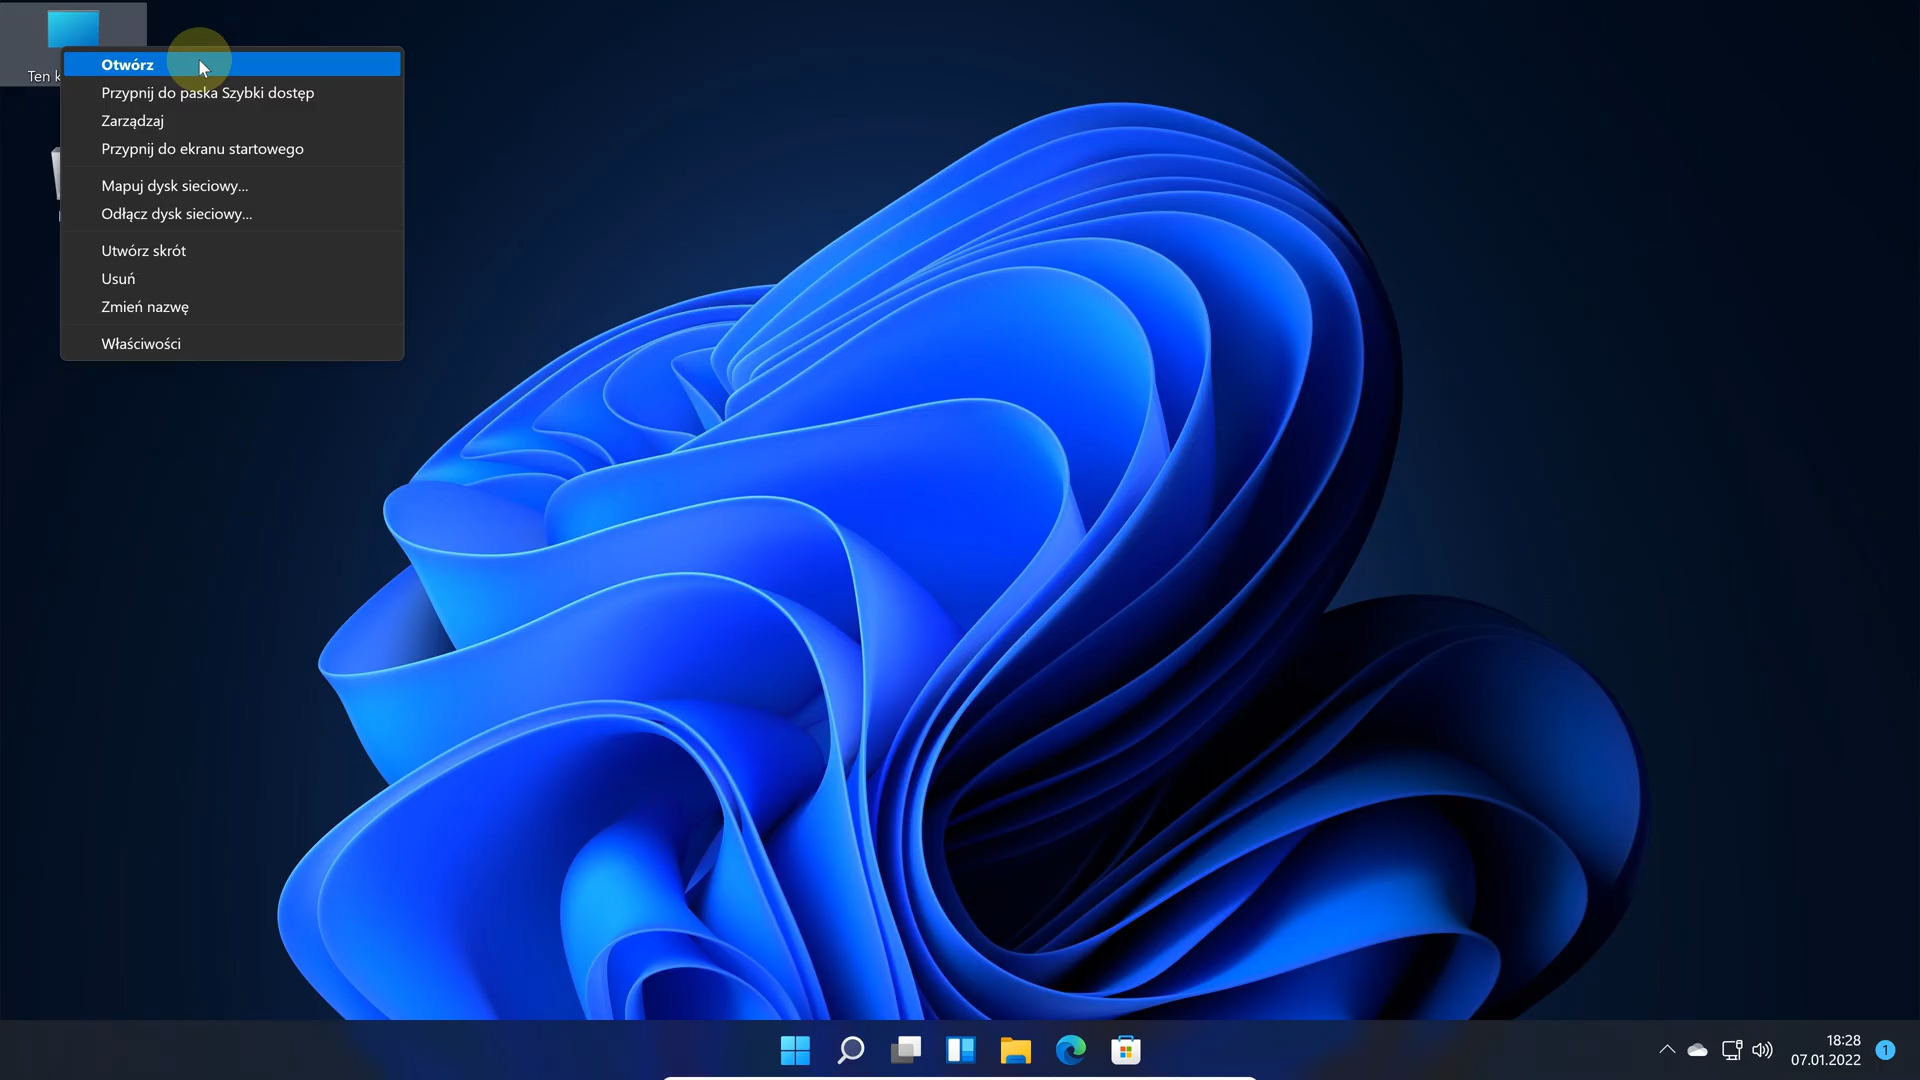 Ten k
Otwórz
Przypnij do paska Szybki dostęp
Zarządzaj
Przypnij do ekranu startowego
Mapuj dysk sieciowy...
Odłącz dysk sieciowy...
Utwórz skrót
Usuń
Zmień nazwę
Właściwości
18:28
07.01.2022
1